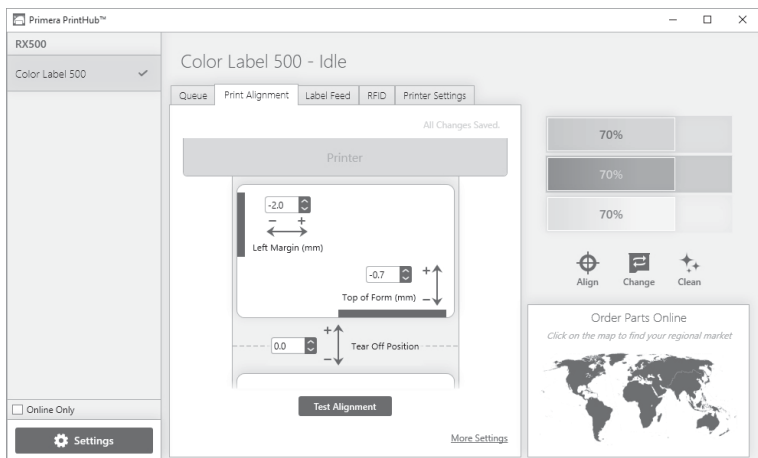 Primera PrintHub™
RX500
Color Label 500
Color Label 500 - Idle
Queue
Print Alignment
Label Feed
RFID
Printer Settings
All Changes Saved.
Printer
-2.0
− +
Left Margin (mm)
-0.7
+
Top of Form (mm) −
+
0.0
Tear Off Position
−
Test Alignment
More Settings
70%
70%
70%
Align
Change
Clean
Order Parts Online
Click on the map to find your regional market
Online Only
Settings